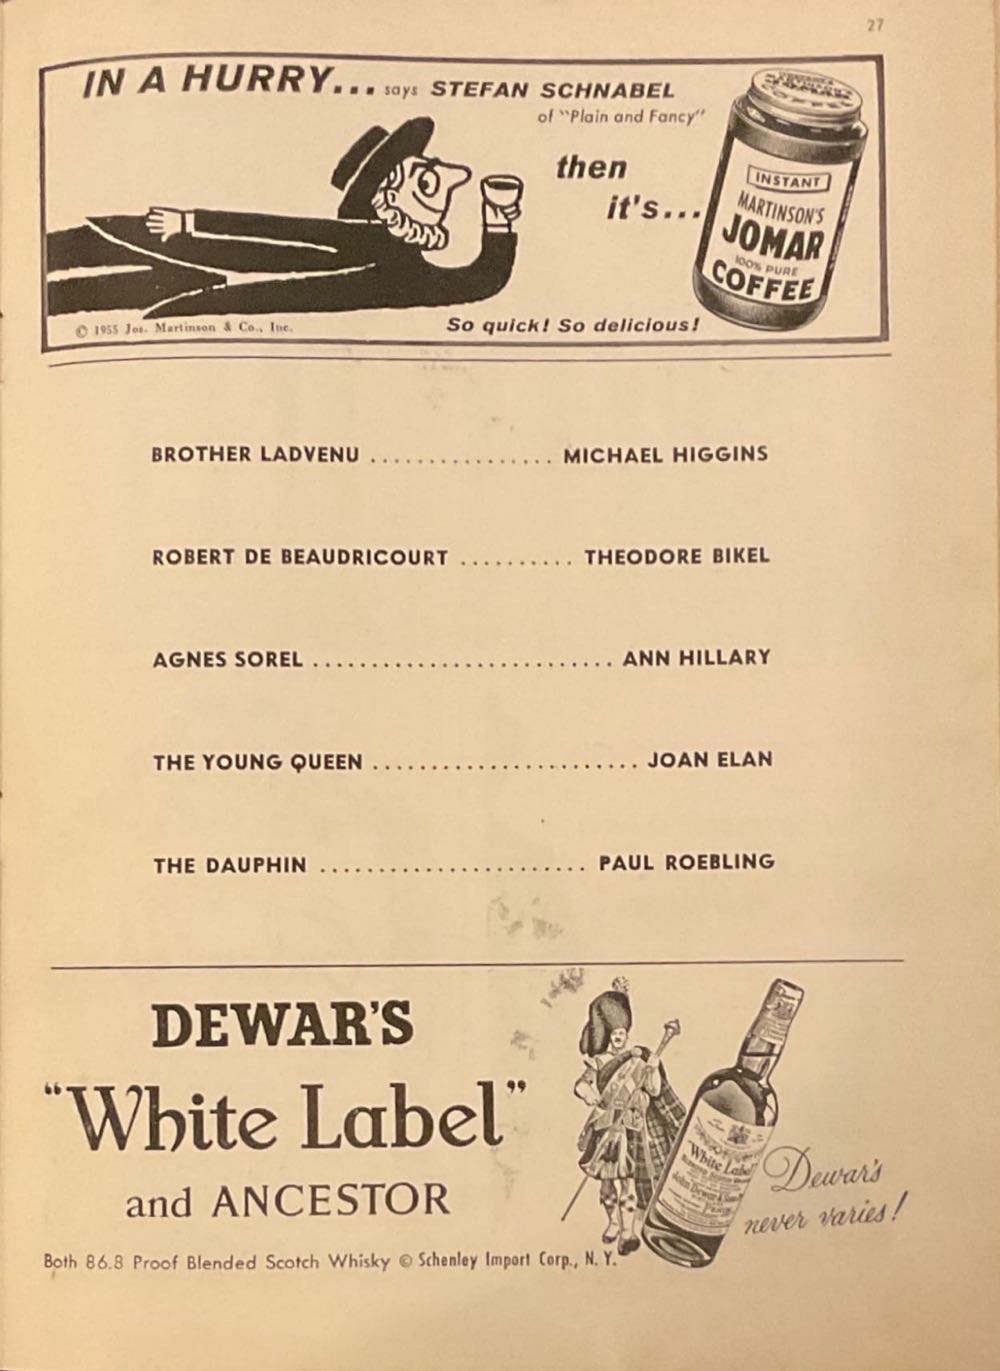 27
IN A HURRY... says STEFAN SCHNABEL
of "Plain and Fancy"
then
it's...
INSTANT
MARTINSON'S
JOMAR
100% PURE
COFFEE
So quick! So delicious!
© 1955 Jos. Martinson & Co., Inc.
BROTHER LADVENU ................ MICHAEL HIGGINS
ROBERT DE BEAUDRICOURT .......... THEODORE BIKEL
AGNES SOREL .......................... ANN HILLARY
THE YOUNG QUEEN ....................... JOAN ELAN
THE DAUPHIN ....................... PAUL ROEBLING
DEWAR'S
"White Label"
and ANCESTOR
White Label
Dewar's
never varies!
Both 86.8 Proof Blended Scotch Whisky © Schenley Import Corp., N. Y.